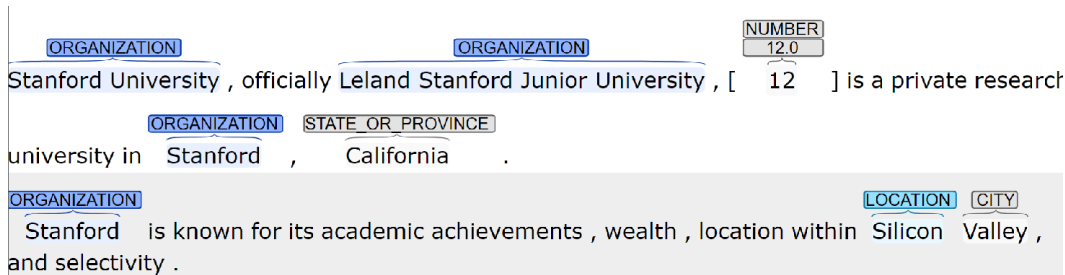 NUMBER
ORGANIZATION ORGANIZATION 12.0
Stanford University , officially Leland Stanford Junior University , [ 12 ] is a private research
ORGANIZATION STATE_OR_PROVINCE
university in Stanford , California .
ORGANIZATION LOCATION CITY
Stanford is known for its academic achievements , wealth , location within Silicon Valley ,
and selectivity .